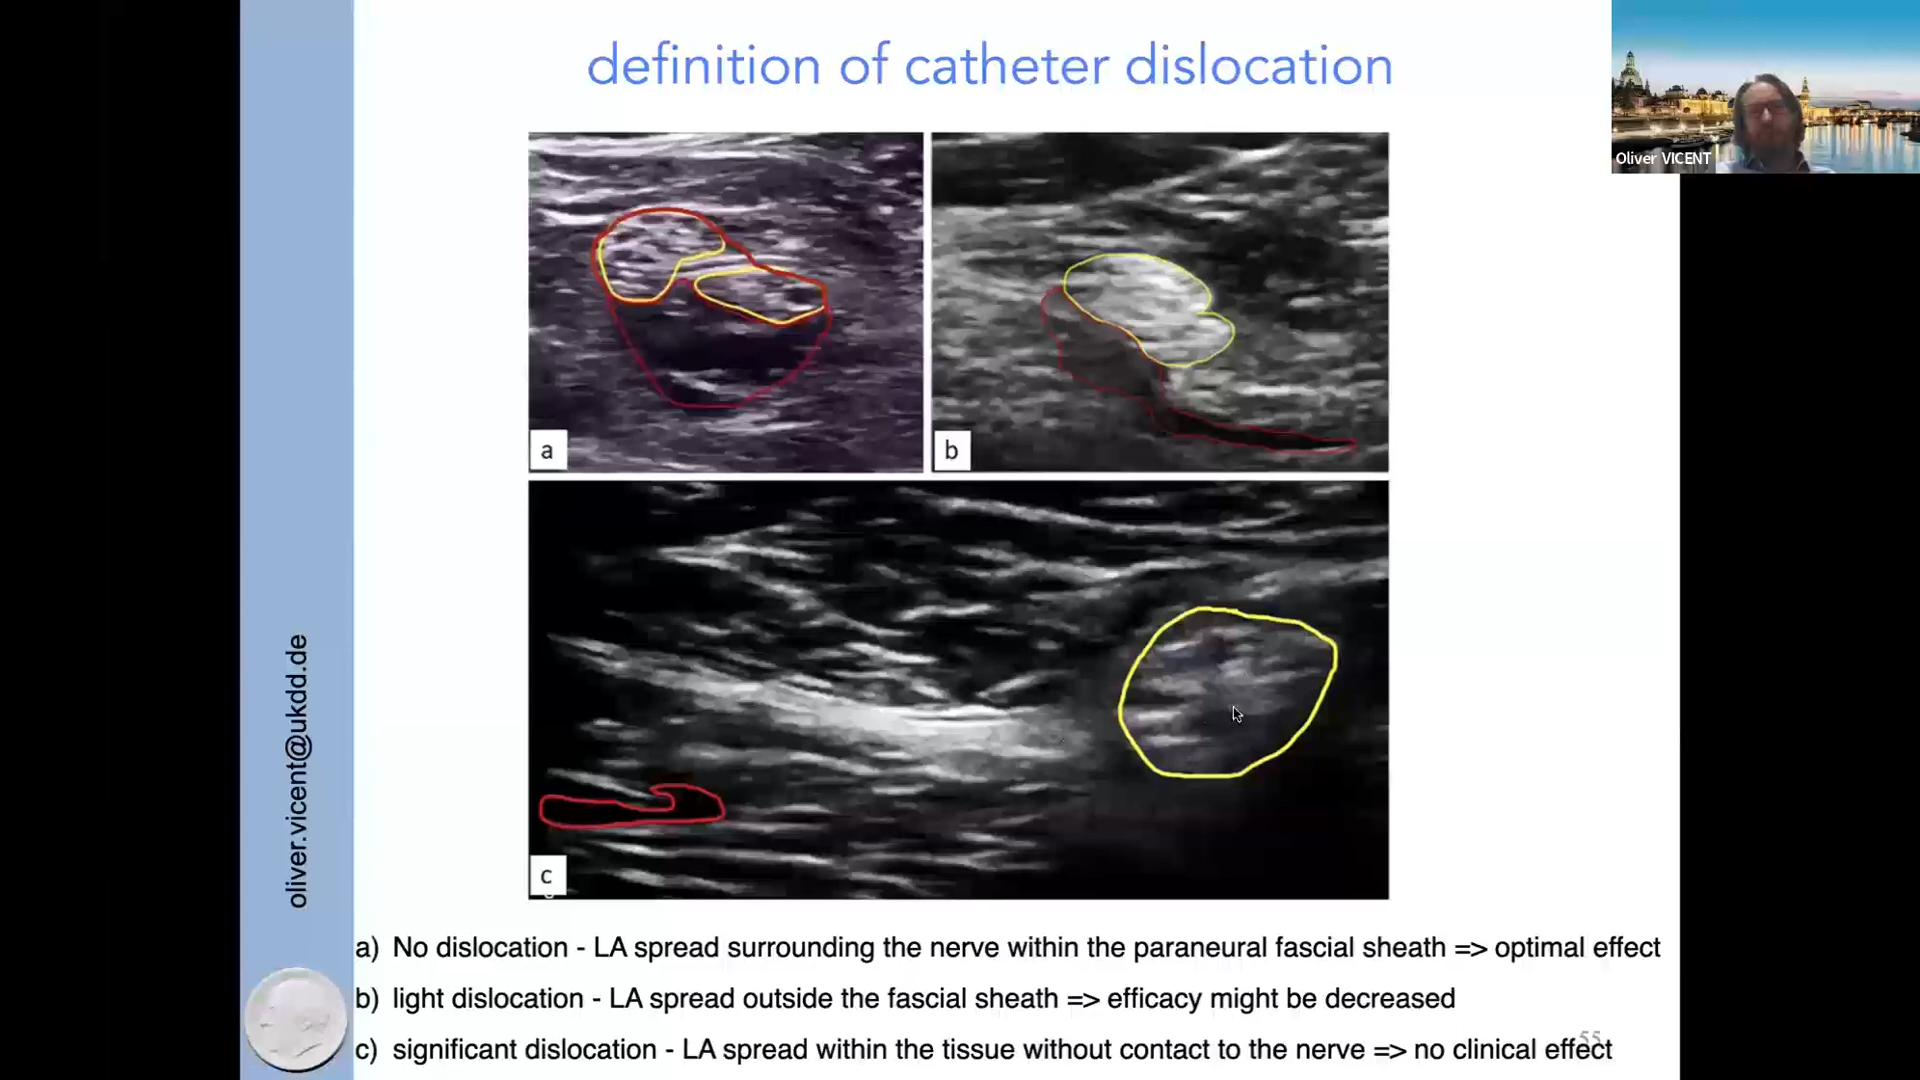 definition of catheter dislocation
Oliver VICENT
a
b
c
oliver.vicent@ukdd.de
a) No dislocation - LA spread surrounding the nerve within the paraneural fascial sheath => optimal effect
b) light dislocation - LA spread outside the fascial sheath => efficacy might be decreased
c) significant dislocation - LA spread within the tissue without contact to the nerve => no clinical effect
55